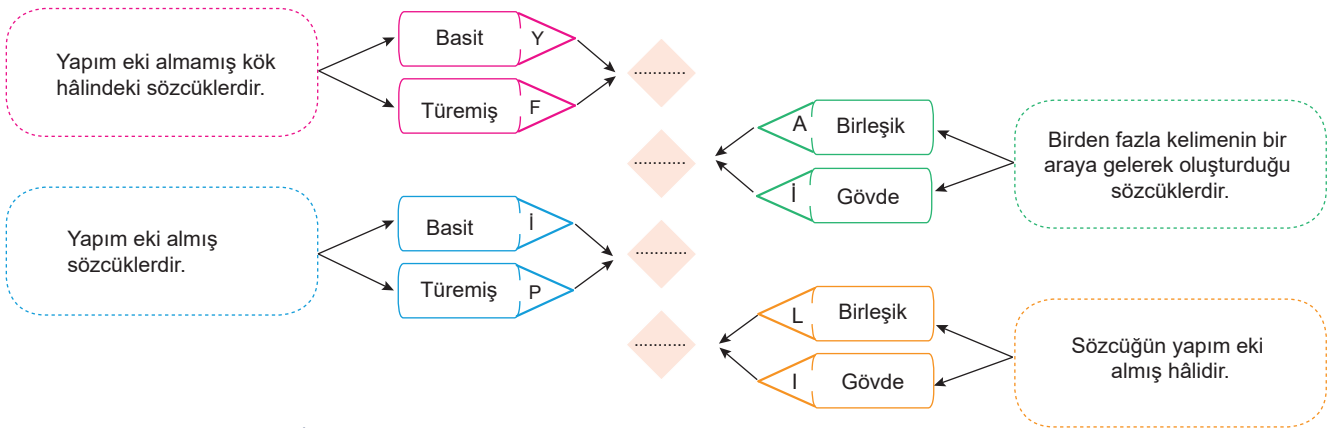 Yapım eki almamış kök
hâlindeki sözcüklerdir.
Basit Y
Türemiş F
...........
A Birleşik
İ Gövde
Birden fazla kelimenin bir
araya gelerek oluşturduğu
sözcüklerdir.
...........
Yapım eki almış
sözcüklerdir.
Basit İ
Türemiş P
...........
L Birleşik
I Gövde
Sözcüğün yapım eki
almış hâlidir.
...........